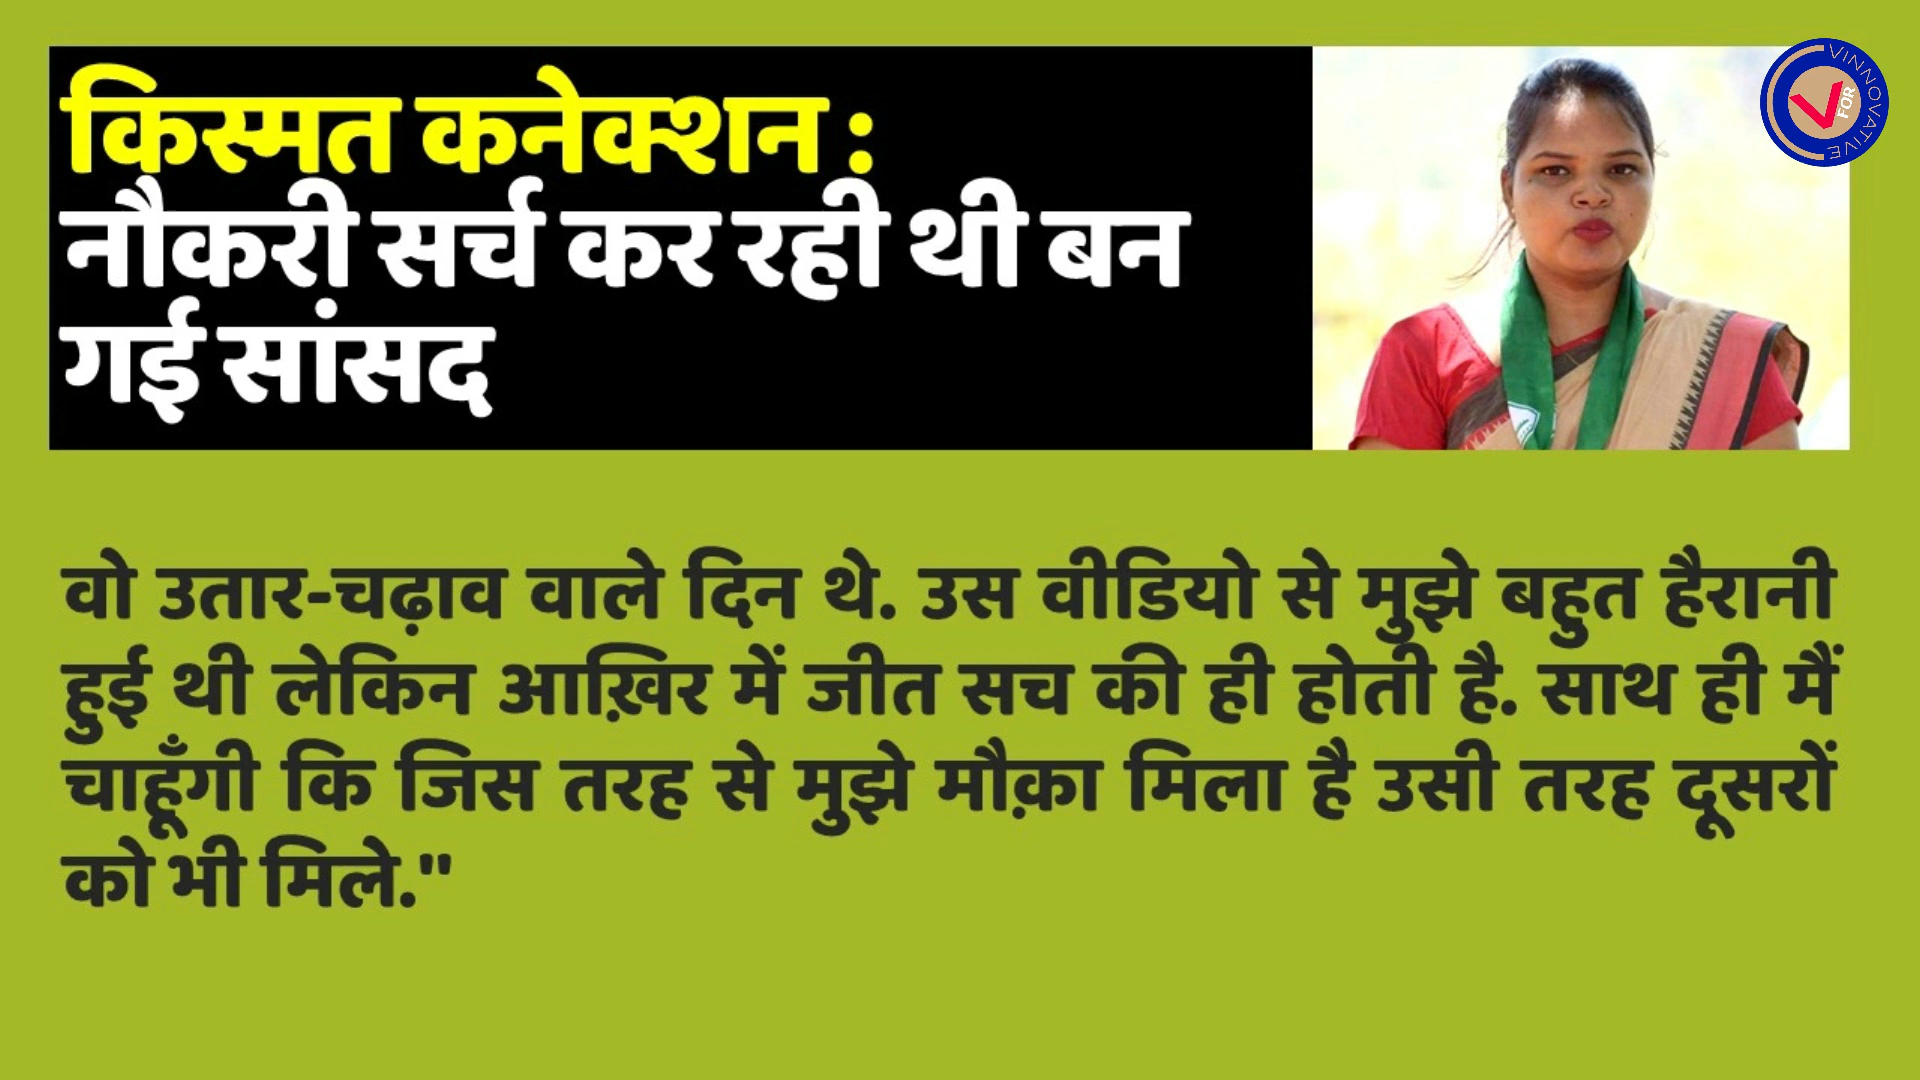 किस्मत कनेक्शन :
नौकरी सर्च कर रही थी बन
गई सांसद
VINNOVATIVE
V FOR
वो उतार-चढ़ाव वाले दिन थे. उस वीडियो से मुझे बहुत हैरानी
हुई थी लेकिन आख़िर में जीत सच की ही होती है. साथ ही मैं
चाहूँगी कि जिस तरह से मुझे मौक़ा मिला है उसी तरह दूसरों
को भी मिले."